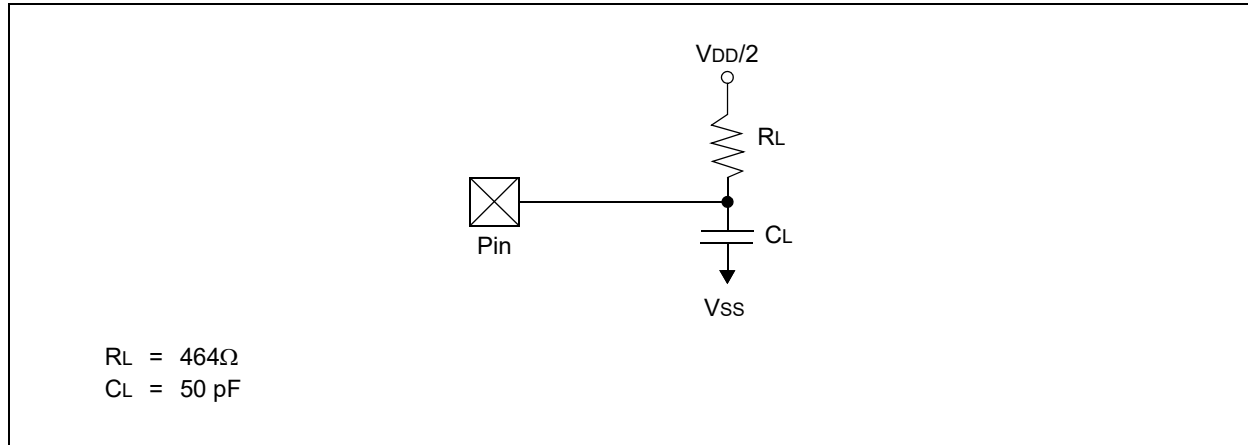 VDD/2
RL
Pin
CL
VSS
RL = 464Ω
CL = 50 pF